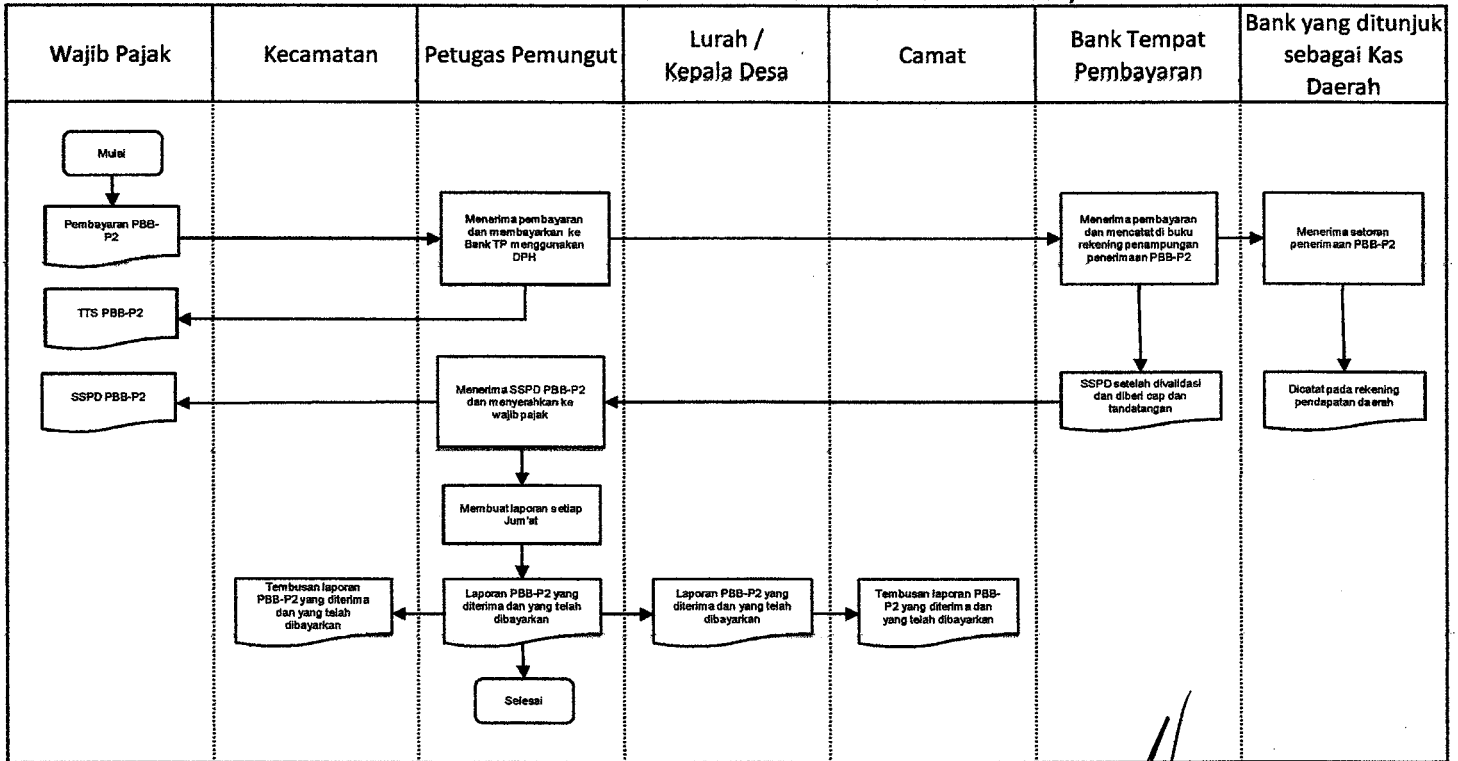 Wajib Pajak
Kecamatan
Petugas Pemungut
Lurah /
Kepala Desa
Camat
Bank Tempat
Pembayaran
Bank yang ditunjuk
sebagai Kas
Daerah
Mulai
Pembayaran PBB-
P2
Menerima pembayaran
dan membayarkan ke
Bank TP menggunakan
DPH
Menerima pembayaran
dan mencatat di buku
rekening penampungan
penerimaan PBB-P2
Menerima setoran
penerimaan PBB-P2
TTS PBB-P2
SSPD PBB-P2
Menerima SSPD PBB-P2
dan menyerahkan ke
wajib pajak
SSPD setelah divalidasi
dan diberi cap dan
tandatangan
Dicatat pada rekening
pendapatan daerah
Membuat laporan setiap
Jum'at
Tembusan laporan
PBB-P2 yang diterima
dan yang telah
dibayarkan
Laporan PBB-P2 yang
diterima dan yang telah
dibayarkan
Laporan PBB-P2 yang
diterima dan yang telah
dibayarkan
Tembusan laporan PBB-
P2 yang diterima dan
yang telah dibayarkan
Selesai